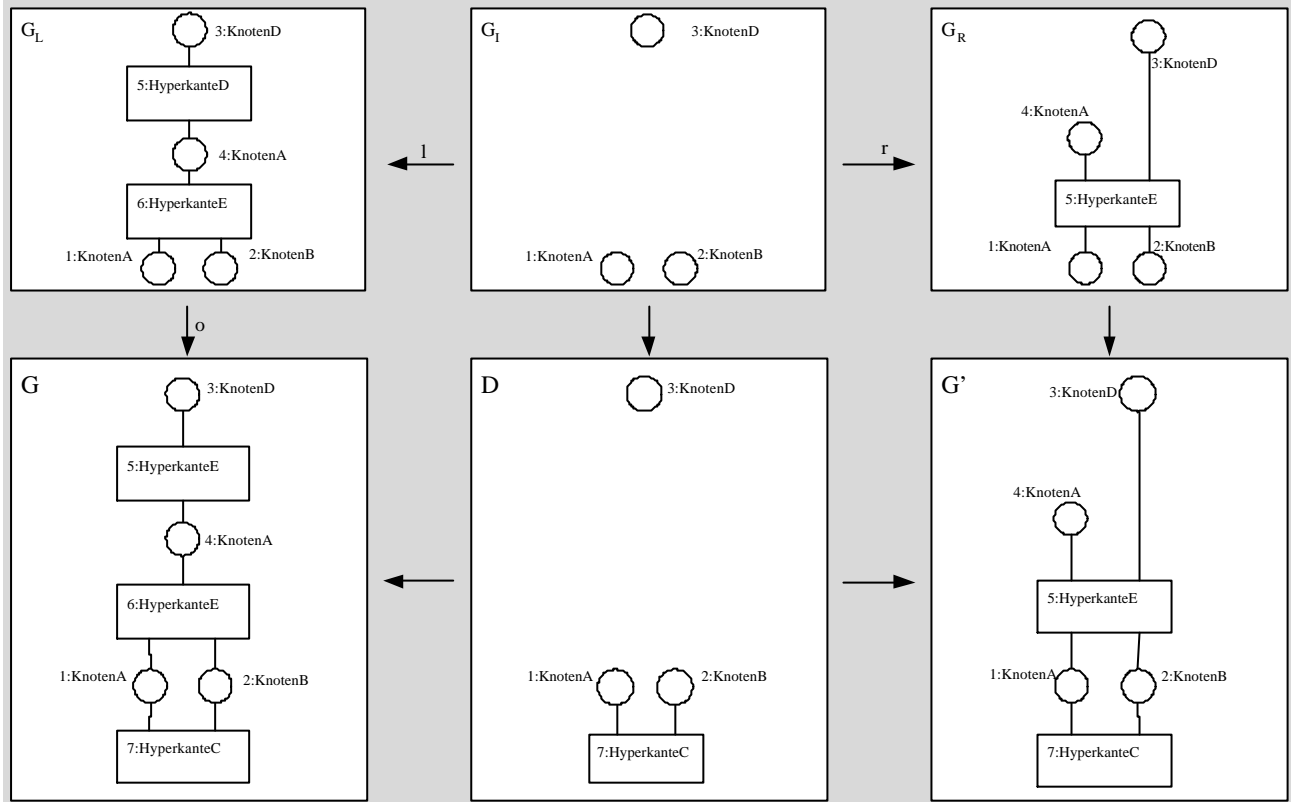 G_L
3:KnotenD
5:HyperkanteD
4:KnotenA
6:HyperkanteE
1:KnotenA
2:KnotenB
l
G_I
3:KnotenD
1:KnotenA
2:KnotenB
r
G_R
3:KnotenD
4:KnotenA
5:HyperkanteE
1:KnotenA
2:KnotenB
o
G
3:KnotenD
5:HyperkanteE
4:KnotenA
6:HyperkanteE
1:KnotenA
2:KnotenB
7:HyperkanteC
D
3:KnotenD
1:KnotenA
2:KnotenB
7:HyperkanteC
G’
3:KnotenD
4:KnotenA
5:HyperkanteE
1:KnotenA
2:KnotenB
7:HyperkanteC